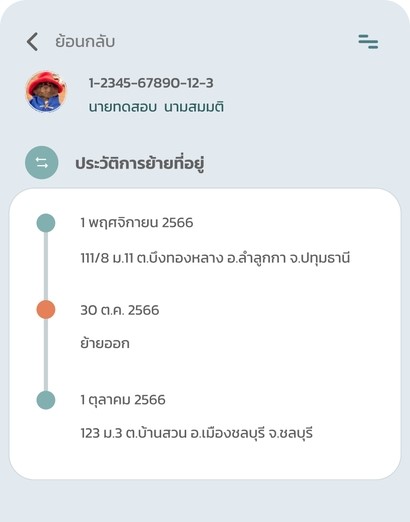 ย้อนกลับ
1-2345-67890-12-3
นายทดสอบ นามสมมติ
ประวัติการย้ายที่อยู่
1 พฤศจิกายน 2566
111/8 ม.11 ต.บึงทองหลาง อ.ลำลูกกา จ.ปทุมธานี
30 ต.ค. 2566
ย้ายออก
1 ตุลาคม 2566
123 ม.3 ต.บ้านสวน อ.เมืองชลบุรี จ.ชลบุรี